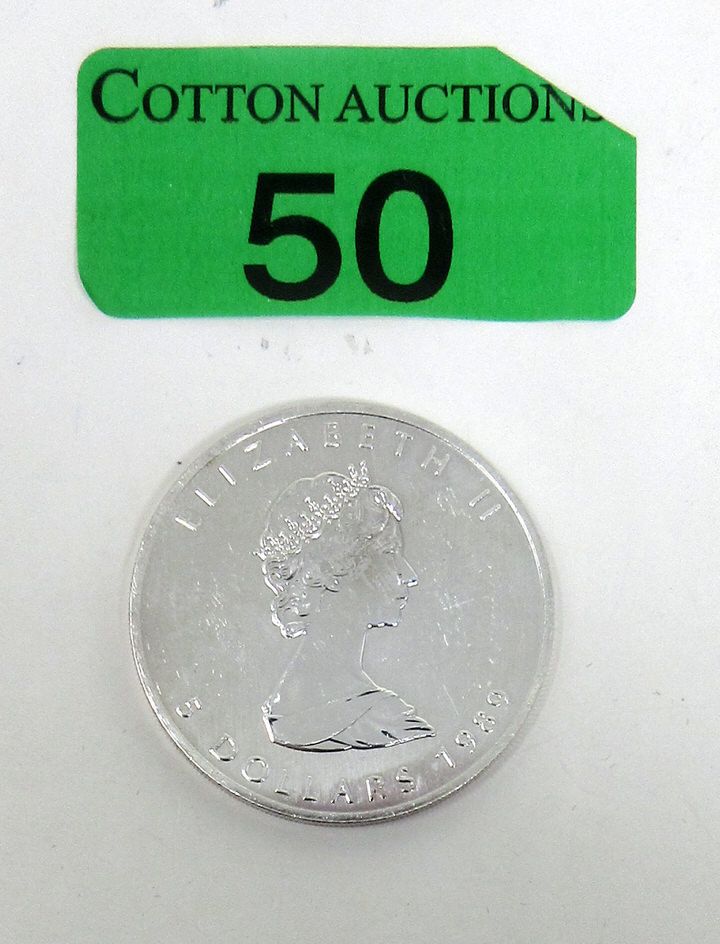 COTTON AUCTIONS
50
ELIZABETH II
5 DOLLARS 1989